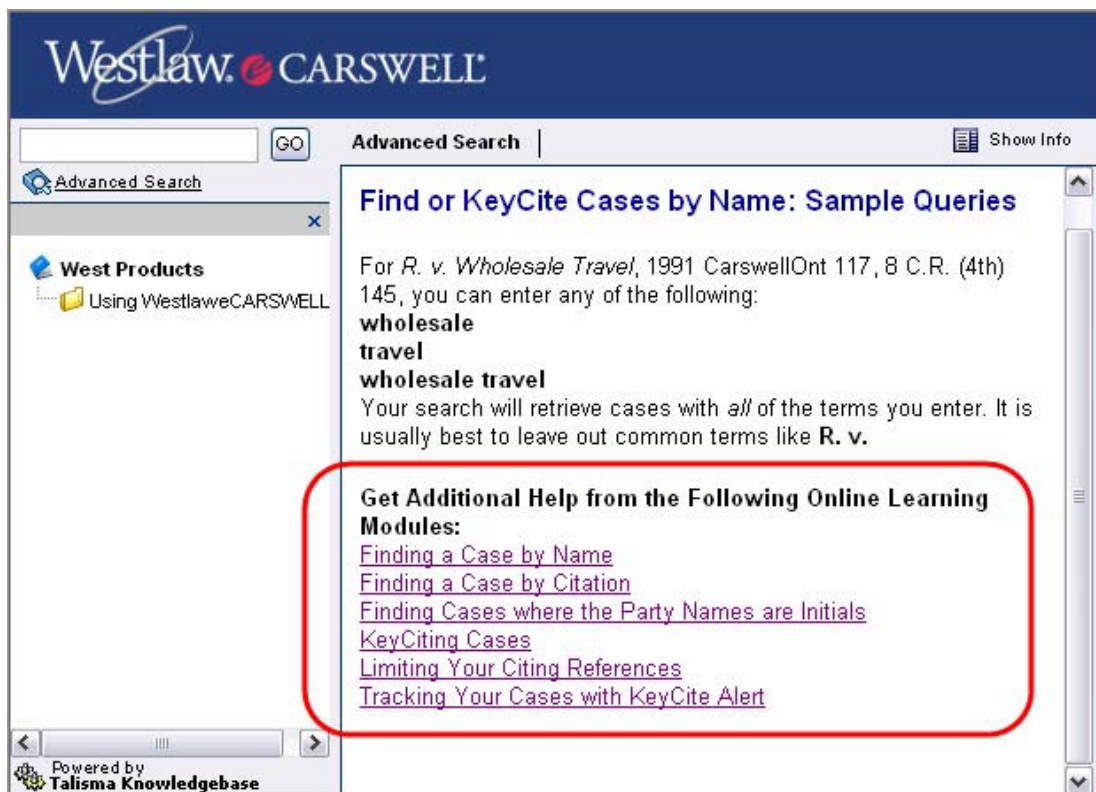 Westlaw. CARSWELL®
GO
Advanced Search
Show Info
Advanced Search
x
West Products
Using WestlaweCARSWELL
Find or KeyCite Cases by Name: Sample Queries
For R. v. Wholesale Travel, 1991 CarswellOnt 117, 8 C.R. (4th)
145, you can enter any of the following:
wholesale
travel
wholesale travel
Your search will retrieve cases with all of the terms you enter. It is
usually best to leave out common terms like R. v.
Get Additional Help from the Following Online Learning
Modules:
Finding a Case by Name
Finding a Case by Citation
Finding Cases where the Party Names are Initials
KeyCiting Cases
Limiting Your Citing References
Tracking Your Cases with KeyCite Alert
Powered by
Talisma Knowledgebase